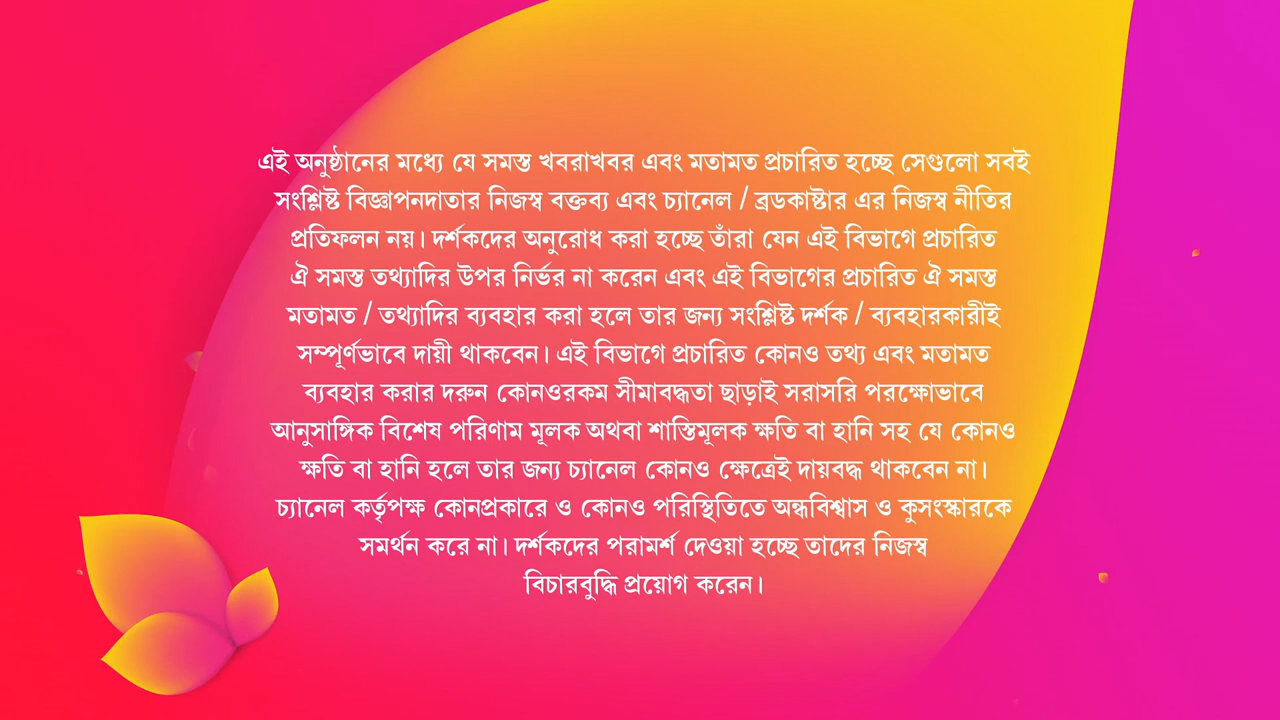 এই অনুষ্ঠানের মধ্যে যে সমস্ত খবরাখবর এবং মতামত প্রচারিত হচ্ছে সেগুলো সবই
সংশ্লিষ্ট বিজ্ঞাপনদাতার নিজস্ব বক্তব্য এবং চ্যানেল / ব্রডকাষ্টার এর নিজস্ব নীতির
প্রতিফলন নয়। দর্শকদের অনুরোধ করা হচ্ছে তাঁরা যেন এই বিভাগে প্রচারিত
ঐ সমস্ত তথ্যাদির উপর নির্ভর না করেন এবং এই বিভাগের প্রচারিত ঐ সমস্ত
মতামত / তথ্যাদির ব্যবহার করা হলে তার জন্য সংশ্লিষ্ট দর্শক / ব্যবহারকারীই
সম্পূর্ণভাবে দায়ী থাকবেন। এই বিভাগে প্রচারিত কোনও তথ্য এবং মতামত
ব্যবহার করার দরুন কোনওরকম সীমাবদ্ধতা ছাড়াই সরাসরি পরক্ষোভাবে
আনুসাঙ্গিক বিশেষ পরিণাম মূলক অথবা শাস্তিমূলক ক্ষতি বা হানি সহ যে কোনও
ক্ষতি বা হানি হলে তার জন্য চ্যানেল কোনও ক্ষেত্রেই দায়বদ্ধ থাকবেন না।
চ্যানেল কর্তৃপক্ষ কোনপ্রকারে ও কোনও পরিস্থিতিতে অন্ধবিশ্বাস ও কুসংস্কারকে
সমর্থন করে না। দর্শকদের পরামর্শ দেওয়া হচ্ছে তাদের নিজস্ব
বিচারবুদ্ধি প্রয়োগ করেন।